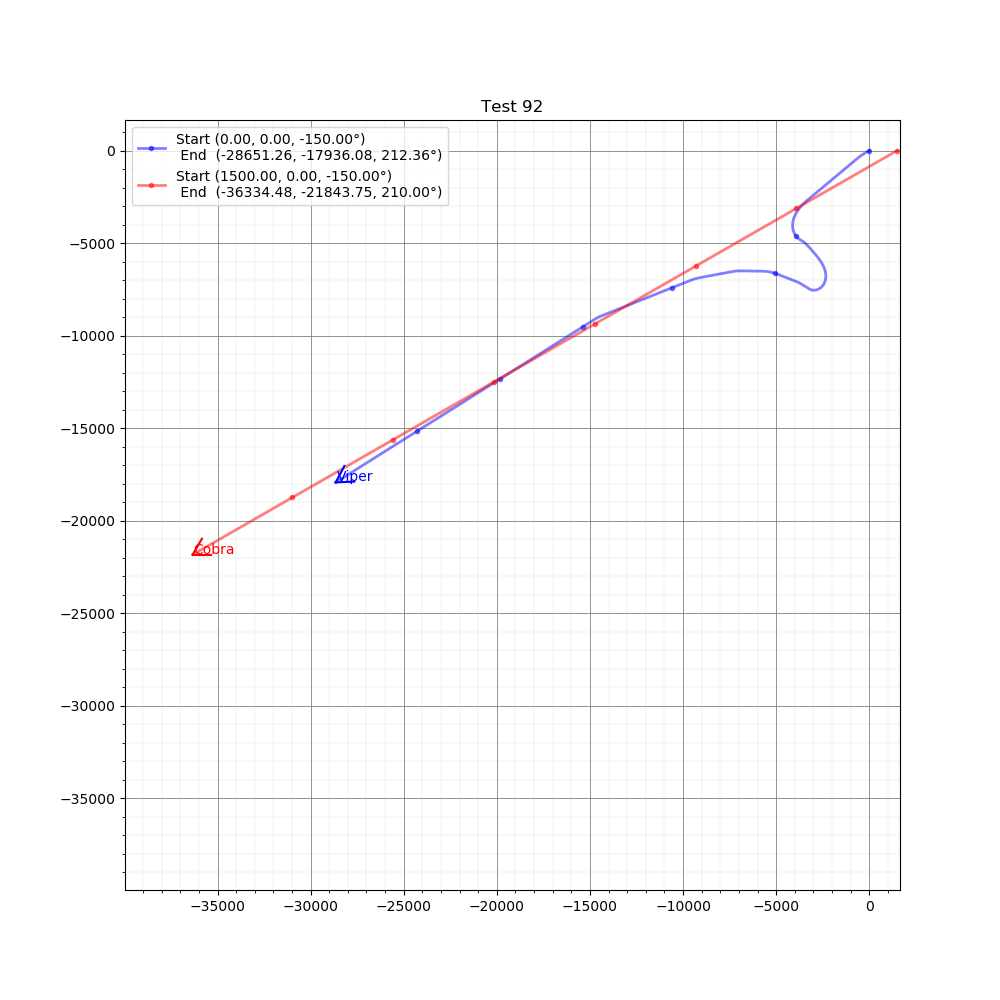 Test 92
Start (0.00, 0.00, -150.00°)
End  (-28651.26, -17936.08, 212.36°)
Start (1500.00, 0.00, -150.00°)
End  (-36334.48, -21843.75, 210.00°)
0
−5000
−10000
−15000
−20000
−25000
−30000
−35000
Viper
Cobra
−35000 −30000 −25000 −20000 −15000 −10000 −5000 0